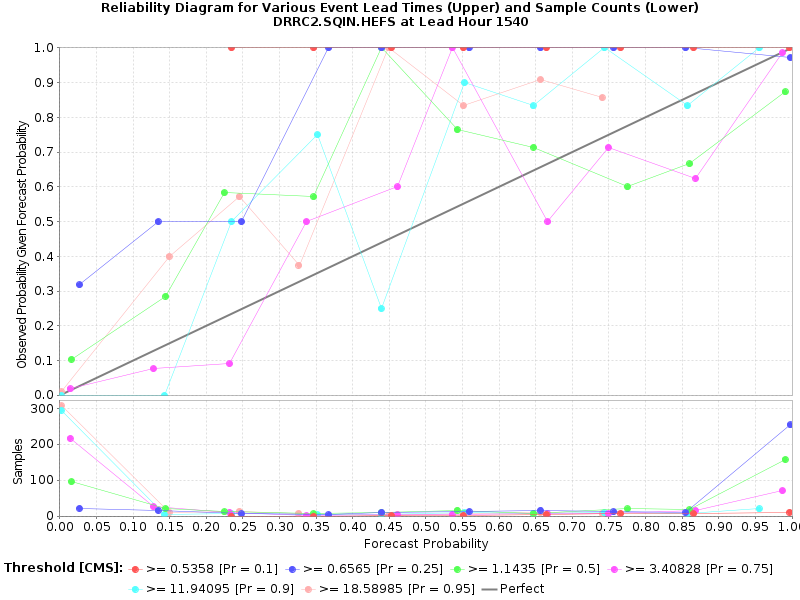 Reliability Diagram for Various Event Lead Times (Upper) and Sample Counts (Lower)
DRRC2.SQIN.HEFS at Lead Hour 1540
Observed Probability Given Forecast Probability
1.0
0.9
0.8
0.7
0.6
0.5
0.4
0.3
0.2
0.1
0.0
Samples
300
200
100
0
0.00 0.05 0.10 0.15 0.20 0.25 0.30 0.35 0.40 0.45 0.50 0.55 0.60 0.65 0.70 0.75 0.80 0.85 0.90 0.95 1.00
Forecast Probability
Threshold [CMS]: >= 0.5358 [Pr = 0.1] >= 0.6565 [Pr = 0.25] >= 1.1435 [Pr = 0.5] >= 3.40828 [Pr = 0.75]
>= 11.94095 [Pr = 0.9] >= 18.58985 [Pr = 0.95] Perfect